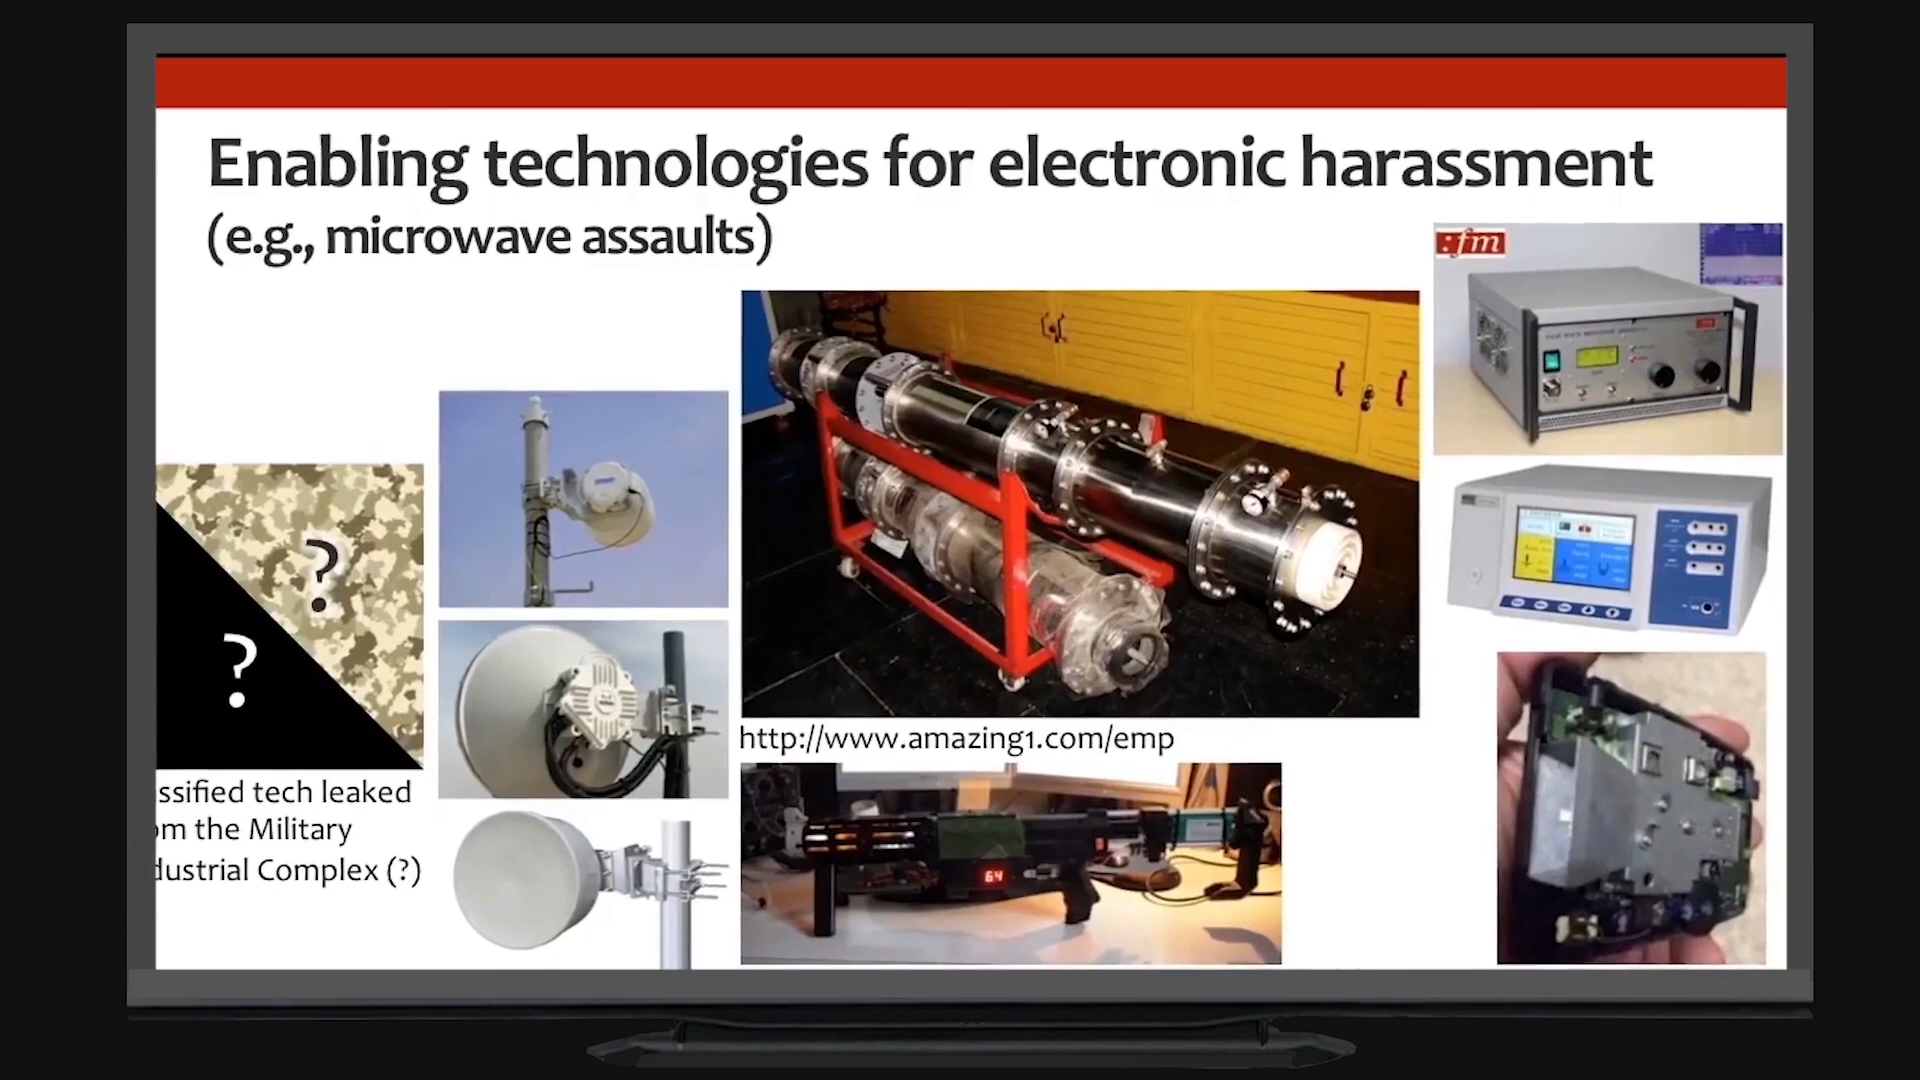 Enabling technologies for electronic harassment
(e.g., microwave assaults)
:fm
?
?
http://www.amazing1.com/emp
ssified tech leaked
om the Military
dustrial Complex (?)
64